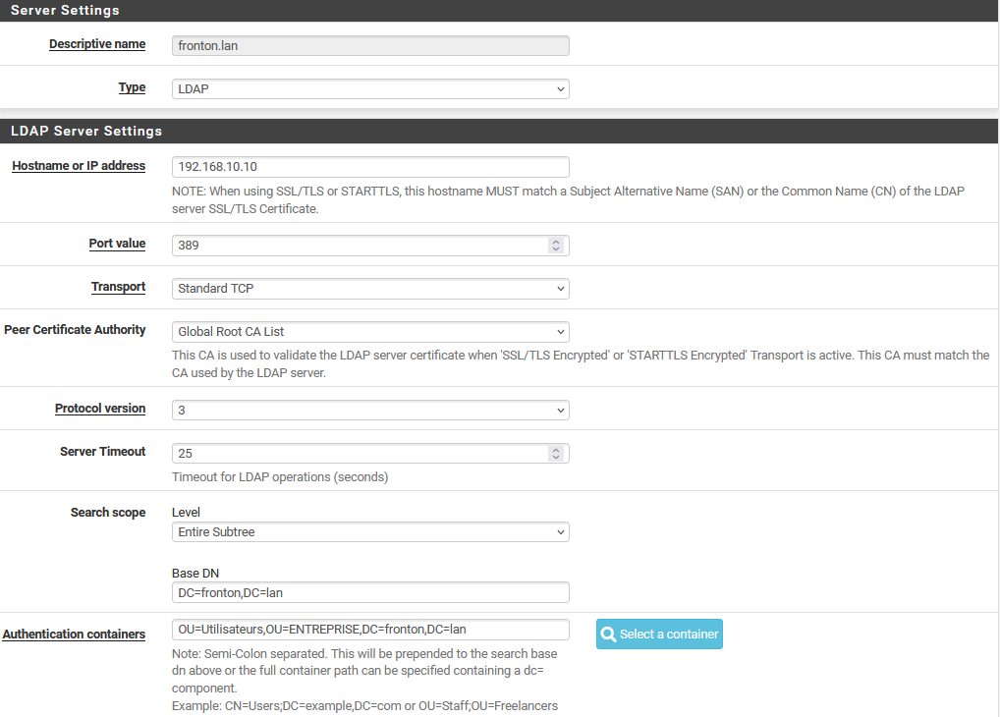 Server Settings
Descriptive name
fronton.lan
Type
LDAP
LDAP Server Settings
Hostname or IP address
192.168.10.10
NOTE: When using SSL/TLS or STARTTLS, this hostname MUST match a Subject Alternative Name (SAN) or the Common Name (CN) of the LDAP
server SSL/TLS Certificate.
Port value
389
Transport
Standard TCP
Peer Certificate Authority
Global Root CA List
This CA is used to validate the LDAP server certificate when 'SSL/TLS Encrypted' or 'STARTTLS Encrypted' Transport is active. This CA must match the
CA used by the LDAP server.
Protocol version
3
Server Timeout
25
Timeout for LDAP operations (seconds)
Search scope
Level
Entire Subtree
Base DN
DC=fronton,DC=lan
Authentication containers
OU=Utilisateurs,OU=ENTREPRISE,DC=fronton,DC=lan
Select a container
Note: Semi-Colon separated. This will be prepended to the search base
dn above or the full container path can be specified containing a dc=
component.
Example: CN=Users;DC=example,DC=com or OU=Staff;OU=Freelancers